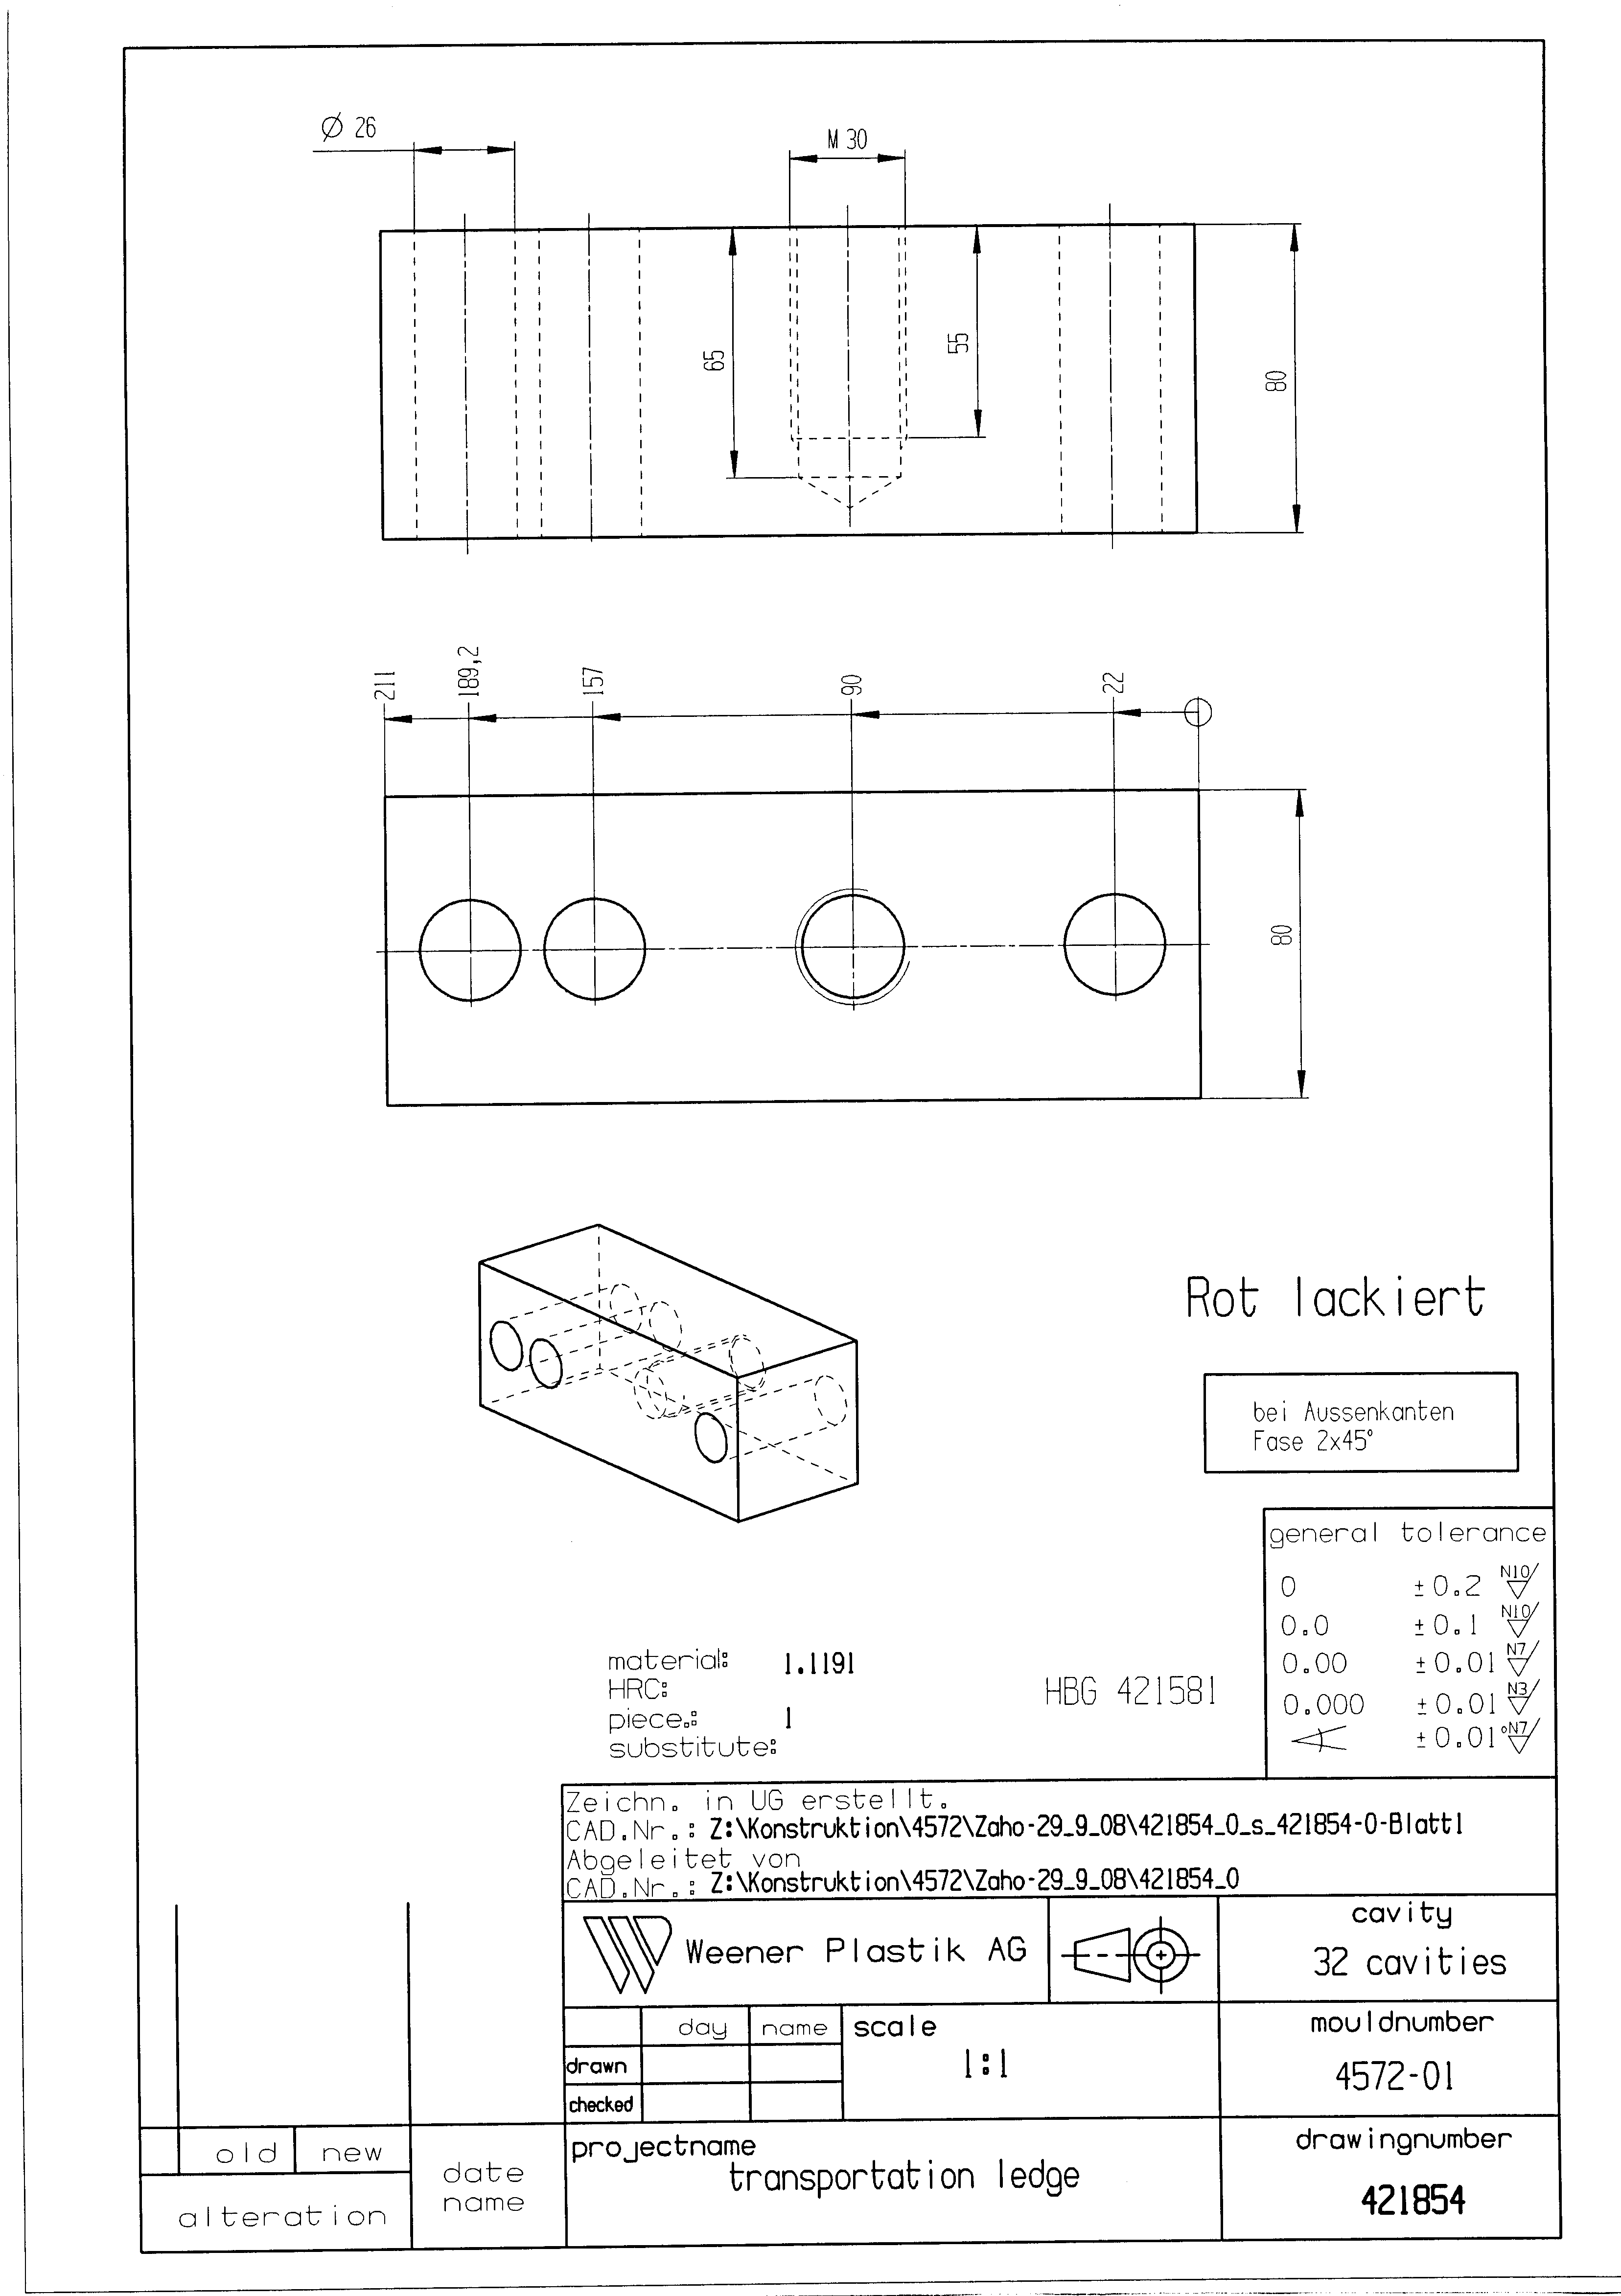 Ø 26
M 30
65
55
80
211
189,2
157
90
22
80
Rot lackiert
bei Aussenkanten
Fase 2x45°
general tolerance
0 ±0.2 N10/
0.0 ±0.1 N10/
0.00 ±0.01 N7/
0.000 ±0.01 N3/
±0.01° N7/
material: 1.1191
HRC:
piece.: 1
substitute:
HBG 421581
Zeichn. in UG erstellt.
CAD.Nr.: Z:\Konstruktion\4572\Zaho-29_9_08\421854_0_s_421854-0-Blatt1
Abgeleitet von
CAD.Nr.: Z:\Konstruktion\4572\Zaho-29_9_08\421854_0
Weener Plastik AG
cavity
32 cavities
day name scale
1:1
drawn
checked
mouldnumber
4572-01
old new
alteration
date
name
projectname
transportation ledge
drawingnumber
421854